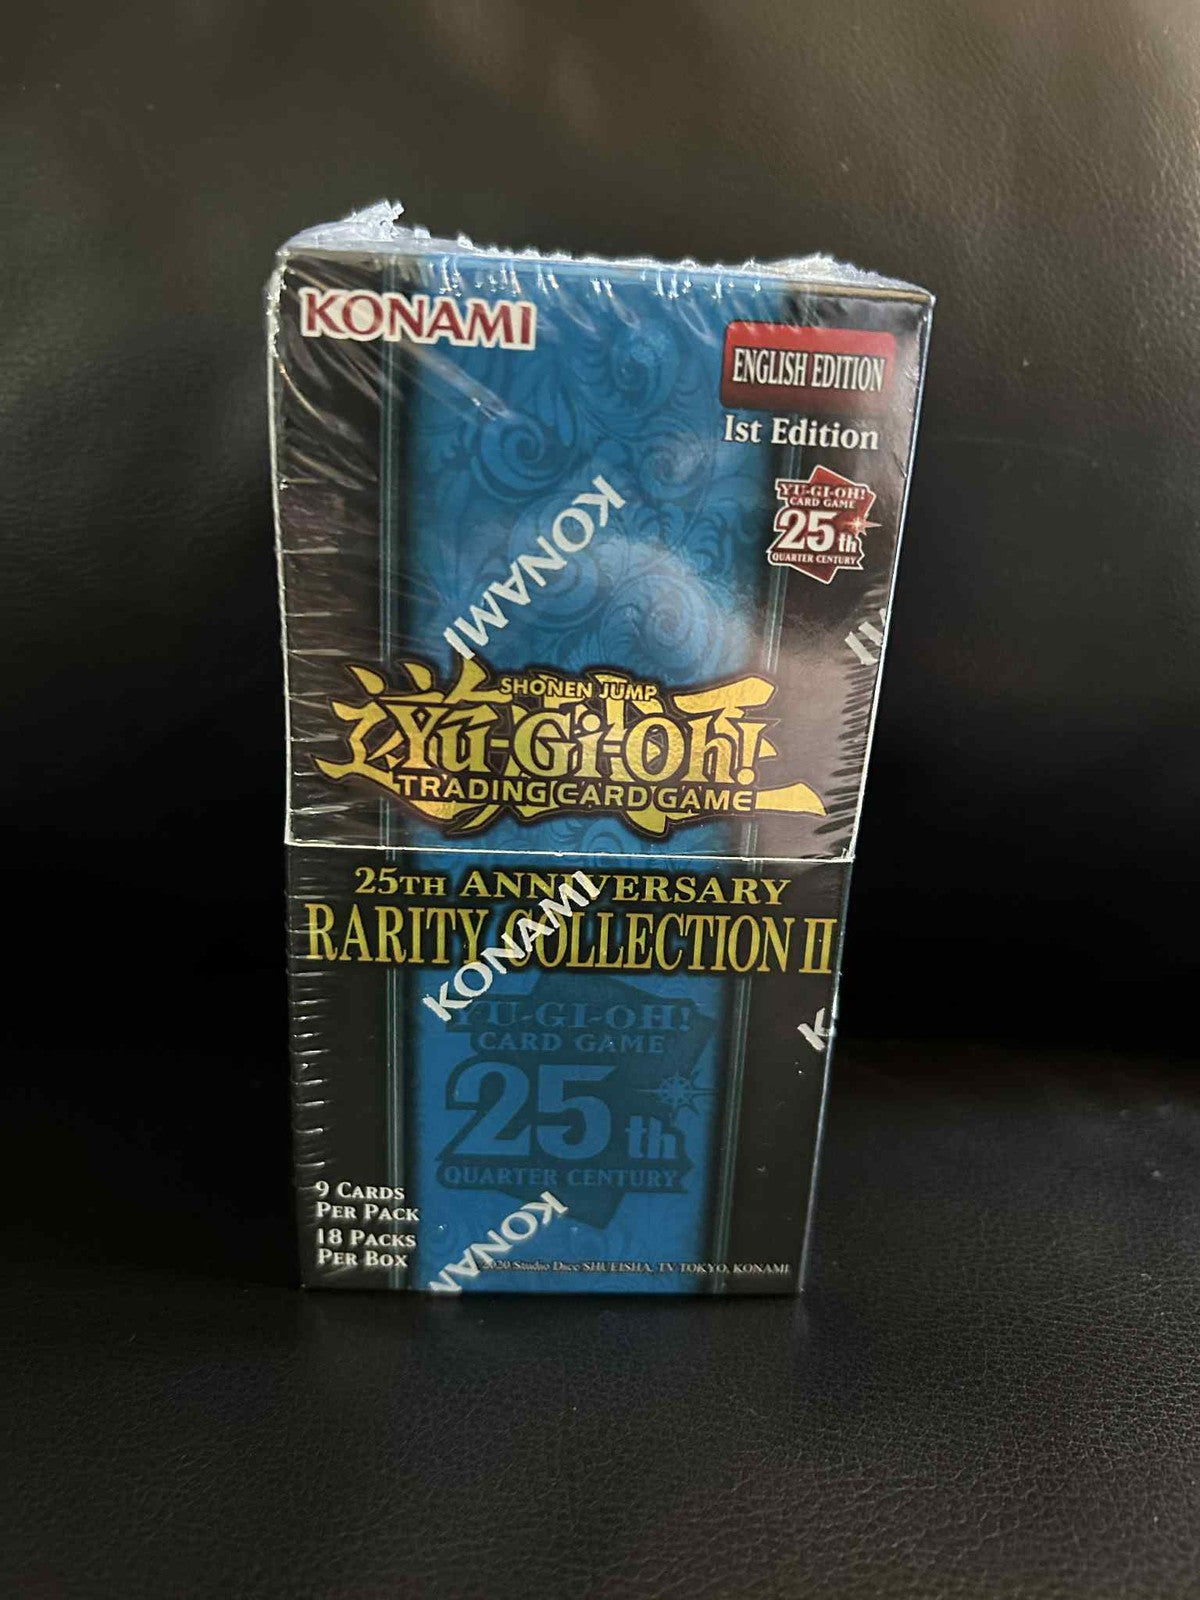 KONAMI
ENGLISH EDITION
1st Edition
YU-GI-OH!
CARD GAME
25th
QUARTER CENTURY
KONAMI
SHONEN JUMP
Yu-Gi-Oh!
TRADING CARD GAME
25TH ANNIVERSARY
RARITY COLLECTION II
KONAMI
K
YU-GI-OH!
CARD GAME
25th
QUARTER CENTURY
9 CARDS
PER PACK
18 PACKS
PER BOX
KONAM
2020 Studio Dice/SHUEISHA, TV TOKYO, KONAMI